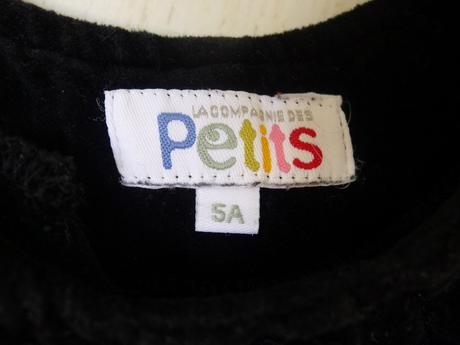 LA COMPAGNIE DES
Petits
5A